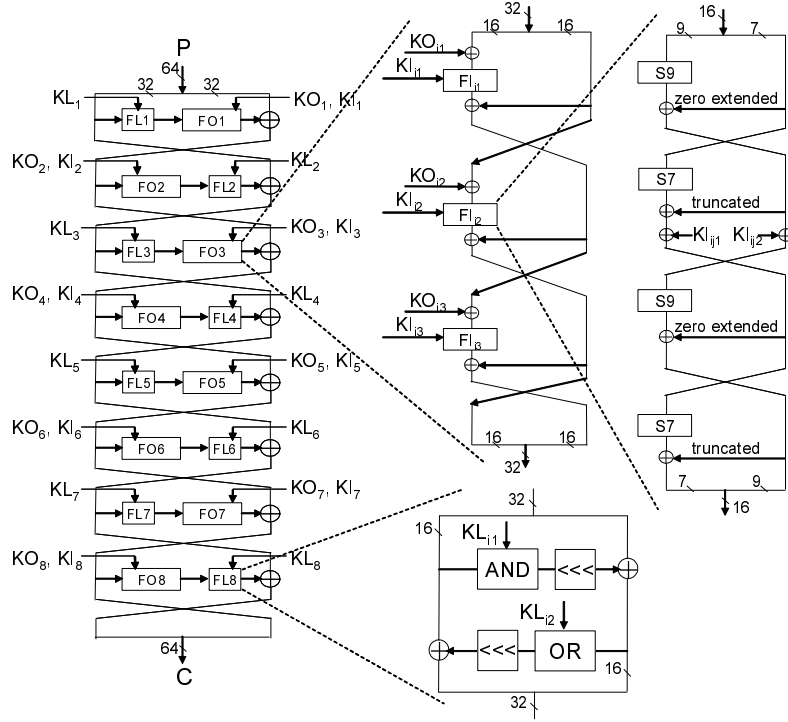 P
64
32 32
KL1
KO1, KI1
FL1 FO1
KO2, KI2
KL2
FO2 FL2
KL3
KO3, KI3
FL3 FO3
KO4, KI4
KL4
FO4 FL4
KL5
KO5, KI5
FL5 FO5
KO6, KI6
KL6
FO6 FL6
KL7
KO7, KI7
FL7 FO7
KO8, KI8
KL8
FO8 FL8
64
C
32
16 16
KOi1
KIi1
FIi1
KOi2
KIi2
FIi2
KOi3
KIi3
FIi3
16 16
32
16
9 7
S9
zero extended
S7
truncated
KIij1 KIij2
S9
zero extended
S7
truncated
7 9
16
32
16
KLi1
AND <<<
KLi2
<<< OR
16
32